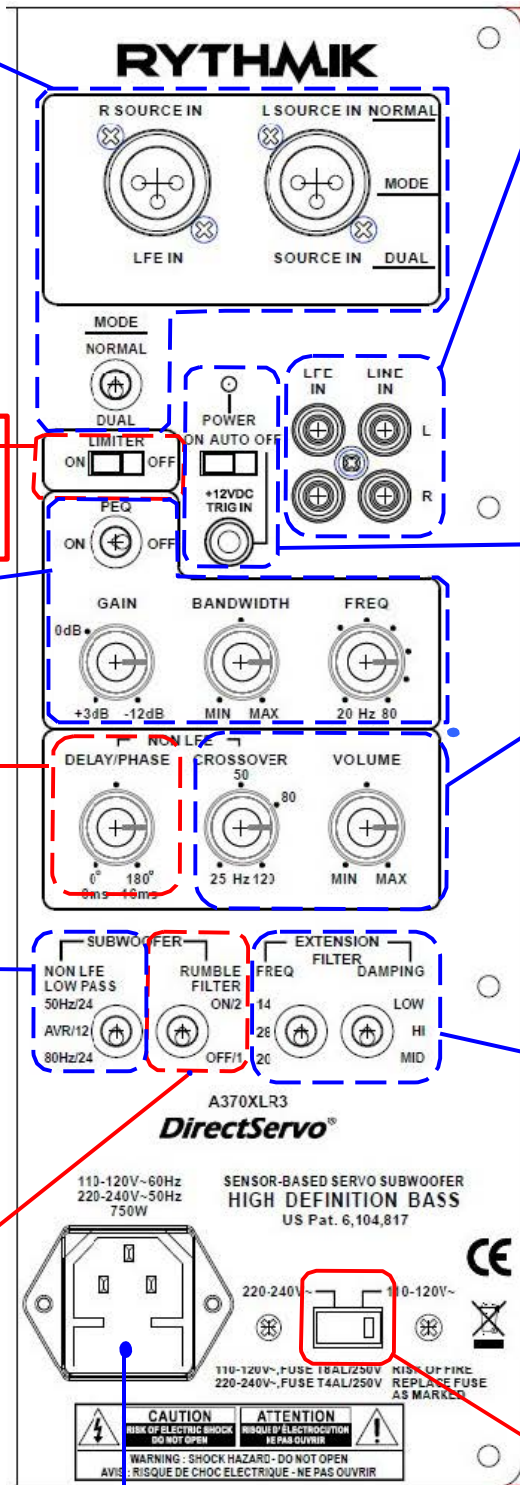 RYTHMIK
R SOURCE IN L SOURCE IN NORMAL
MODE
LFE IN SOURCE IN DUAL
MODE
NORMAL
DUAL
LIMITER
ON OFF
POWER
ON AUTO OFF
+12VDC
TRIG IN
LFE IN LINE IN
L
R
PEQ
ON OFF
GAIN BANDWIDTH FREQ
0dB
+3dB -12dB MIN MAX 20 Hz 80
NON LFE
DELAY/PHASE CROSSOVER VOLUME
50
80
0° 180° 25 Hz 120 MIN MAX
0ms 16ms
SUBWOOFER
NON LFE
LOW PASS
50Hz/24
AVR/12
80Hz/24
RUMBLE
FILTER
ON/2
OFF/1
EXTENSION
FILTER
FREQ DAMPING
14 LOW
28 HI
20 MID
A370XLR3
DirectServo®
110-120V~60Hz
220-240V~50Hz
750W
SENSOR-BASED SERVO SUBWOOFER
HIGH DEFINITION BASS
US Pat. 6,104,817
CE
220-240V~ 110-120V~
110-120V~,FUSE T8AL/250V RISK OF FIRE
220-240V~,FUSE T4AL/250V REPLACE FUSE
AS MARKED
CAUTION
RISK OF ELECTRIC SHOCK
DO NOT OPEN
ATTENTION
RISQUE D'ÉLECTROCUTION
NE PAS OUVRIR
WARNING : SHOCK HAZARD - DO NOT OPEN
AVIS : RISQUE DE CHOC ELECTRIQUE - NE PAS OUVRIR